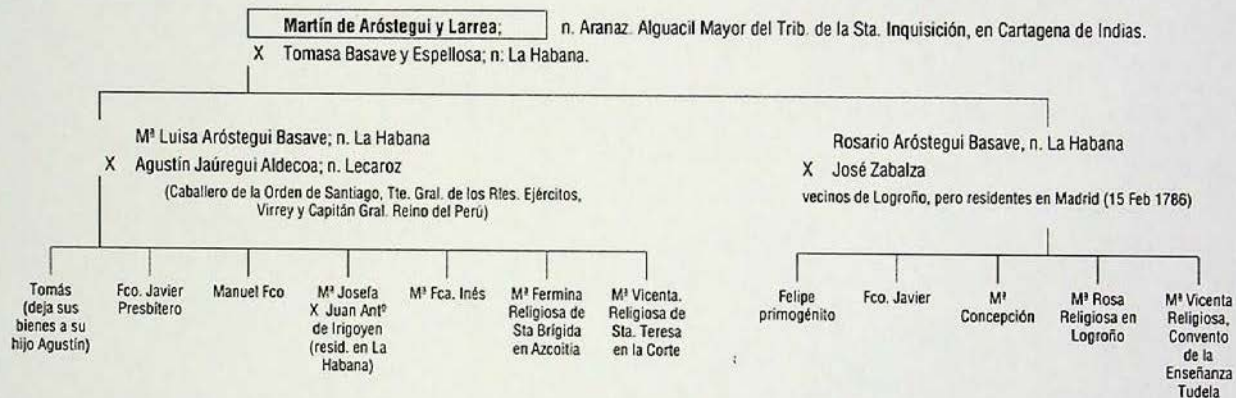 Martín de Aróstegui y Larrea; n. Aranaz. Alguacil Mayor del Trib. de la Sta. Inquisición, en Cartagena de Indias.
X Tomasa Basave y Espellosa; n: La Habana.
Mª Luisa Aróstegui Basave; n. La Habana
X Agustín Jaúregui Aldecoa; n. Lecaroz
(Caballero de la Orden de Santiago, Tte. Gral. de los Rles. Ejércitos,
Virrey y Capitán Gral. Reino del Perú)
Rosario Aróstegui Basave, n. La Habana
X José Zabalza
vecinos de Logroño, pero residentes en Madrid (15 Feb 1786)
Tomás
(deja sus
bienes a su
hijo Agustín)
Fco. Javier
Presbítero
Manuel Fco
Mª Josefa
X Juan Antº
de Irigoyen
(resid. en La
Habana)
Mª Fca. Inés
Mª Fermina
Religiosa de
Sta Brígida
en Azcoitia
Mª Vicenta.
Religiosa de
Sta. Teresa
en la Corte
Felipe
primogénito
Fco. Javier
Mª
Concepción
Mª Rosa
Religiosa en
Logroño
Mª Vicenta
Religiosa,
Convento
de la
Enseñanza
Tudela